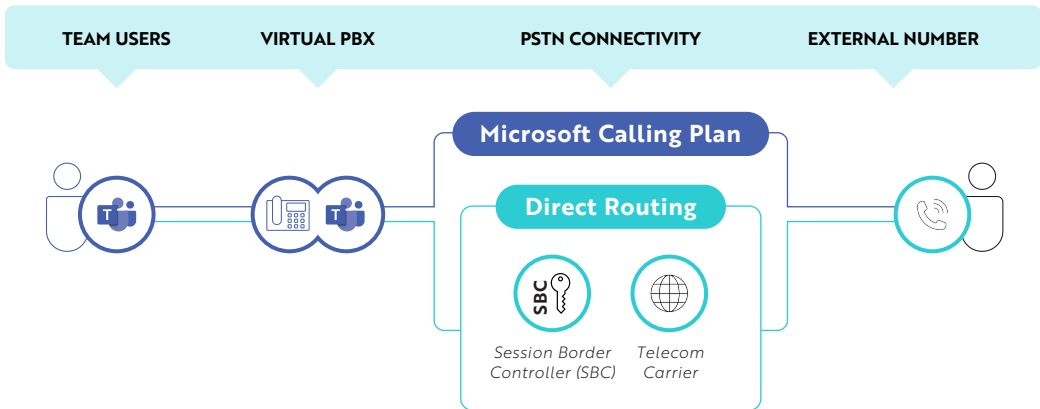 TEAM USERS
VIRTUAL PBX
PSTN CONNECTIVITY
EXTERNAL NUMBER
Microsoft Calling Plan
T
T
Direct Routing
SBC
Session Border
Controller (SBC)
Telecom
Carrier